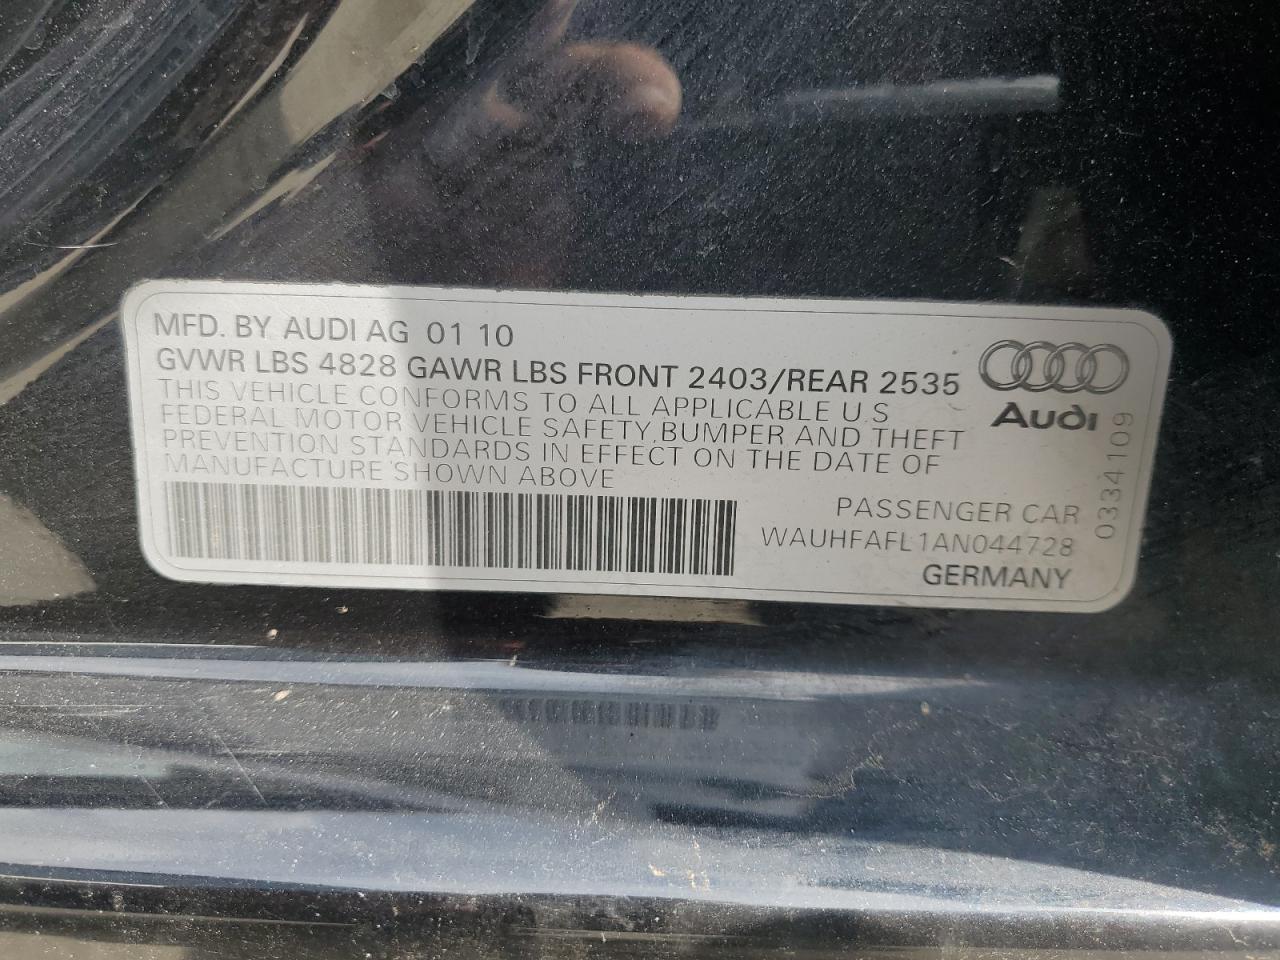 MFD. BY AUDI AG 01 10
GVWR LBS 4828 GAWR LBS FRONT 2403/REAR 2535
THIS VEHICLE CONFORMS TO ALL APPLICABLE U.S
FEDERAL MOTOR VEHICLE SAFETY, BUMPER AND THEFT
PREVENTION STANDARDS IN EFFECT ON THE DATE OF
MANUFACTURE SHOWN ABOVE
Audi
0334109
PASSENGER CAR
WAUHFAFL1AN044728
GERMANY